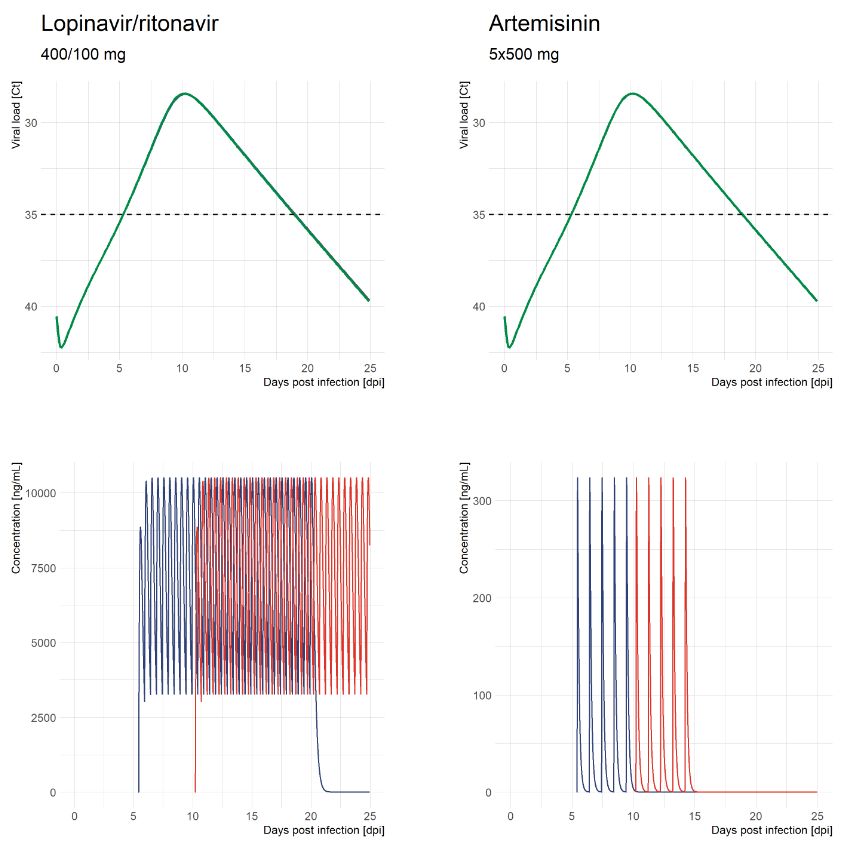 Lopinavir/ritonavir
400/100 mg
Viral load [Ct]
30
35
40
0 5 10 15 20 25
Days post infection [dpi]
Artemisinin
5x500 mg
Viral load [Ct]
30
35
40
0 5 10 15 20 25
Days post infection [dpi]
Concentration [ng/mL]
10000
7500
5000
2500
0
0 5 10 15 20 25
Days post infection [dpi]
Concentration [ng/mL]
300
200
100
0
0 5 10 15 20 25
Days post infection [dpi]